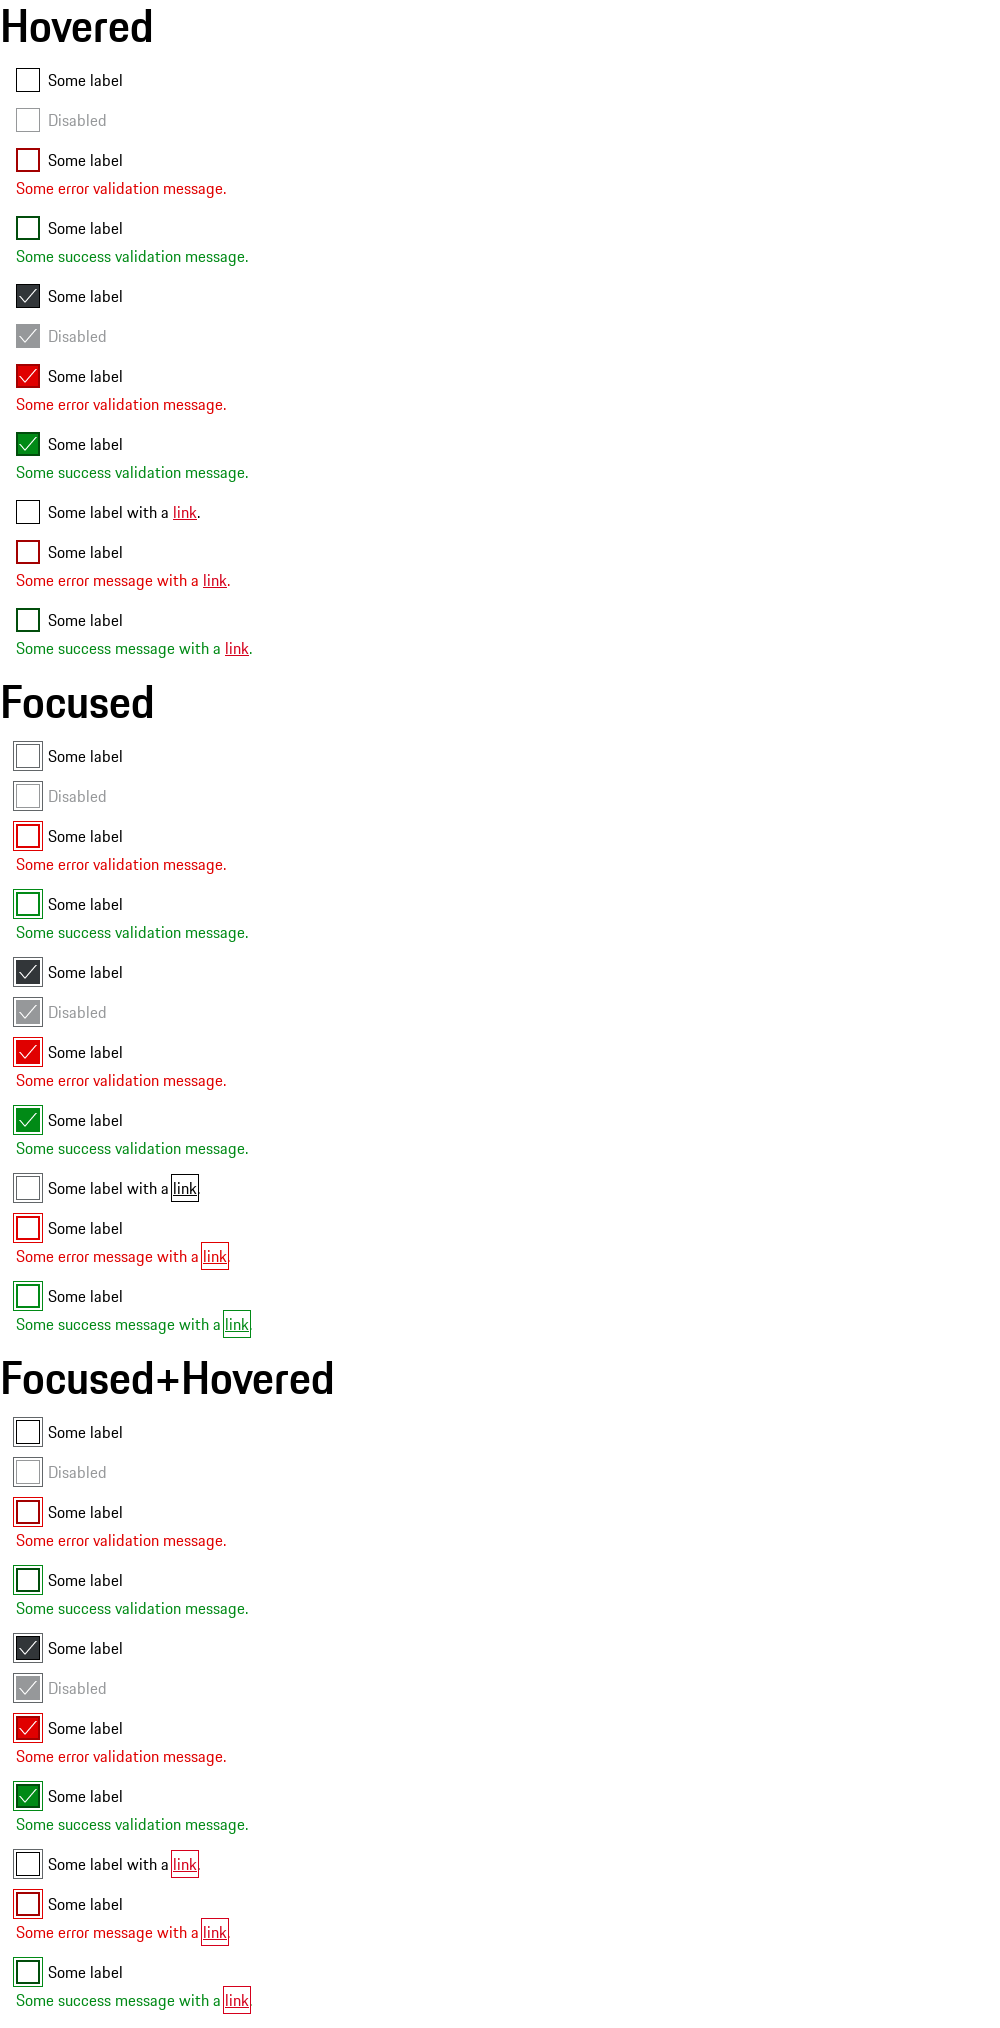 Hovered
Some label
Disabled
Some label
Some error validation message.
Some label
Some success validation message.
Some label
Disabled
Some label
Some error validation message.
Some label
Some success validation message.
Some label with a link.
Some label
Some error message with a link.
Some label
Some success message with a link.
Focused
Some label
Disabled
Some label
Some error validation message.
Some label
Some success validation message.
Some label
Disabled
Some label
Some error validation message.
Some label
Some success validation message.
Some label with a link.
Some label
Some error message with a link.
Some label
Some success message with a link.
Focused+Hovered
Some label
Disabled
Some label
Some error validation message.
Some label
Some success validation message.
Some label
Disabled
Some label
Some error validation message.
Some label
Some success validation message.
Some label with a link.
Some label
Some error message with a link.
Some label
Some success message with a link.